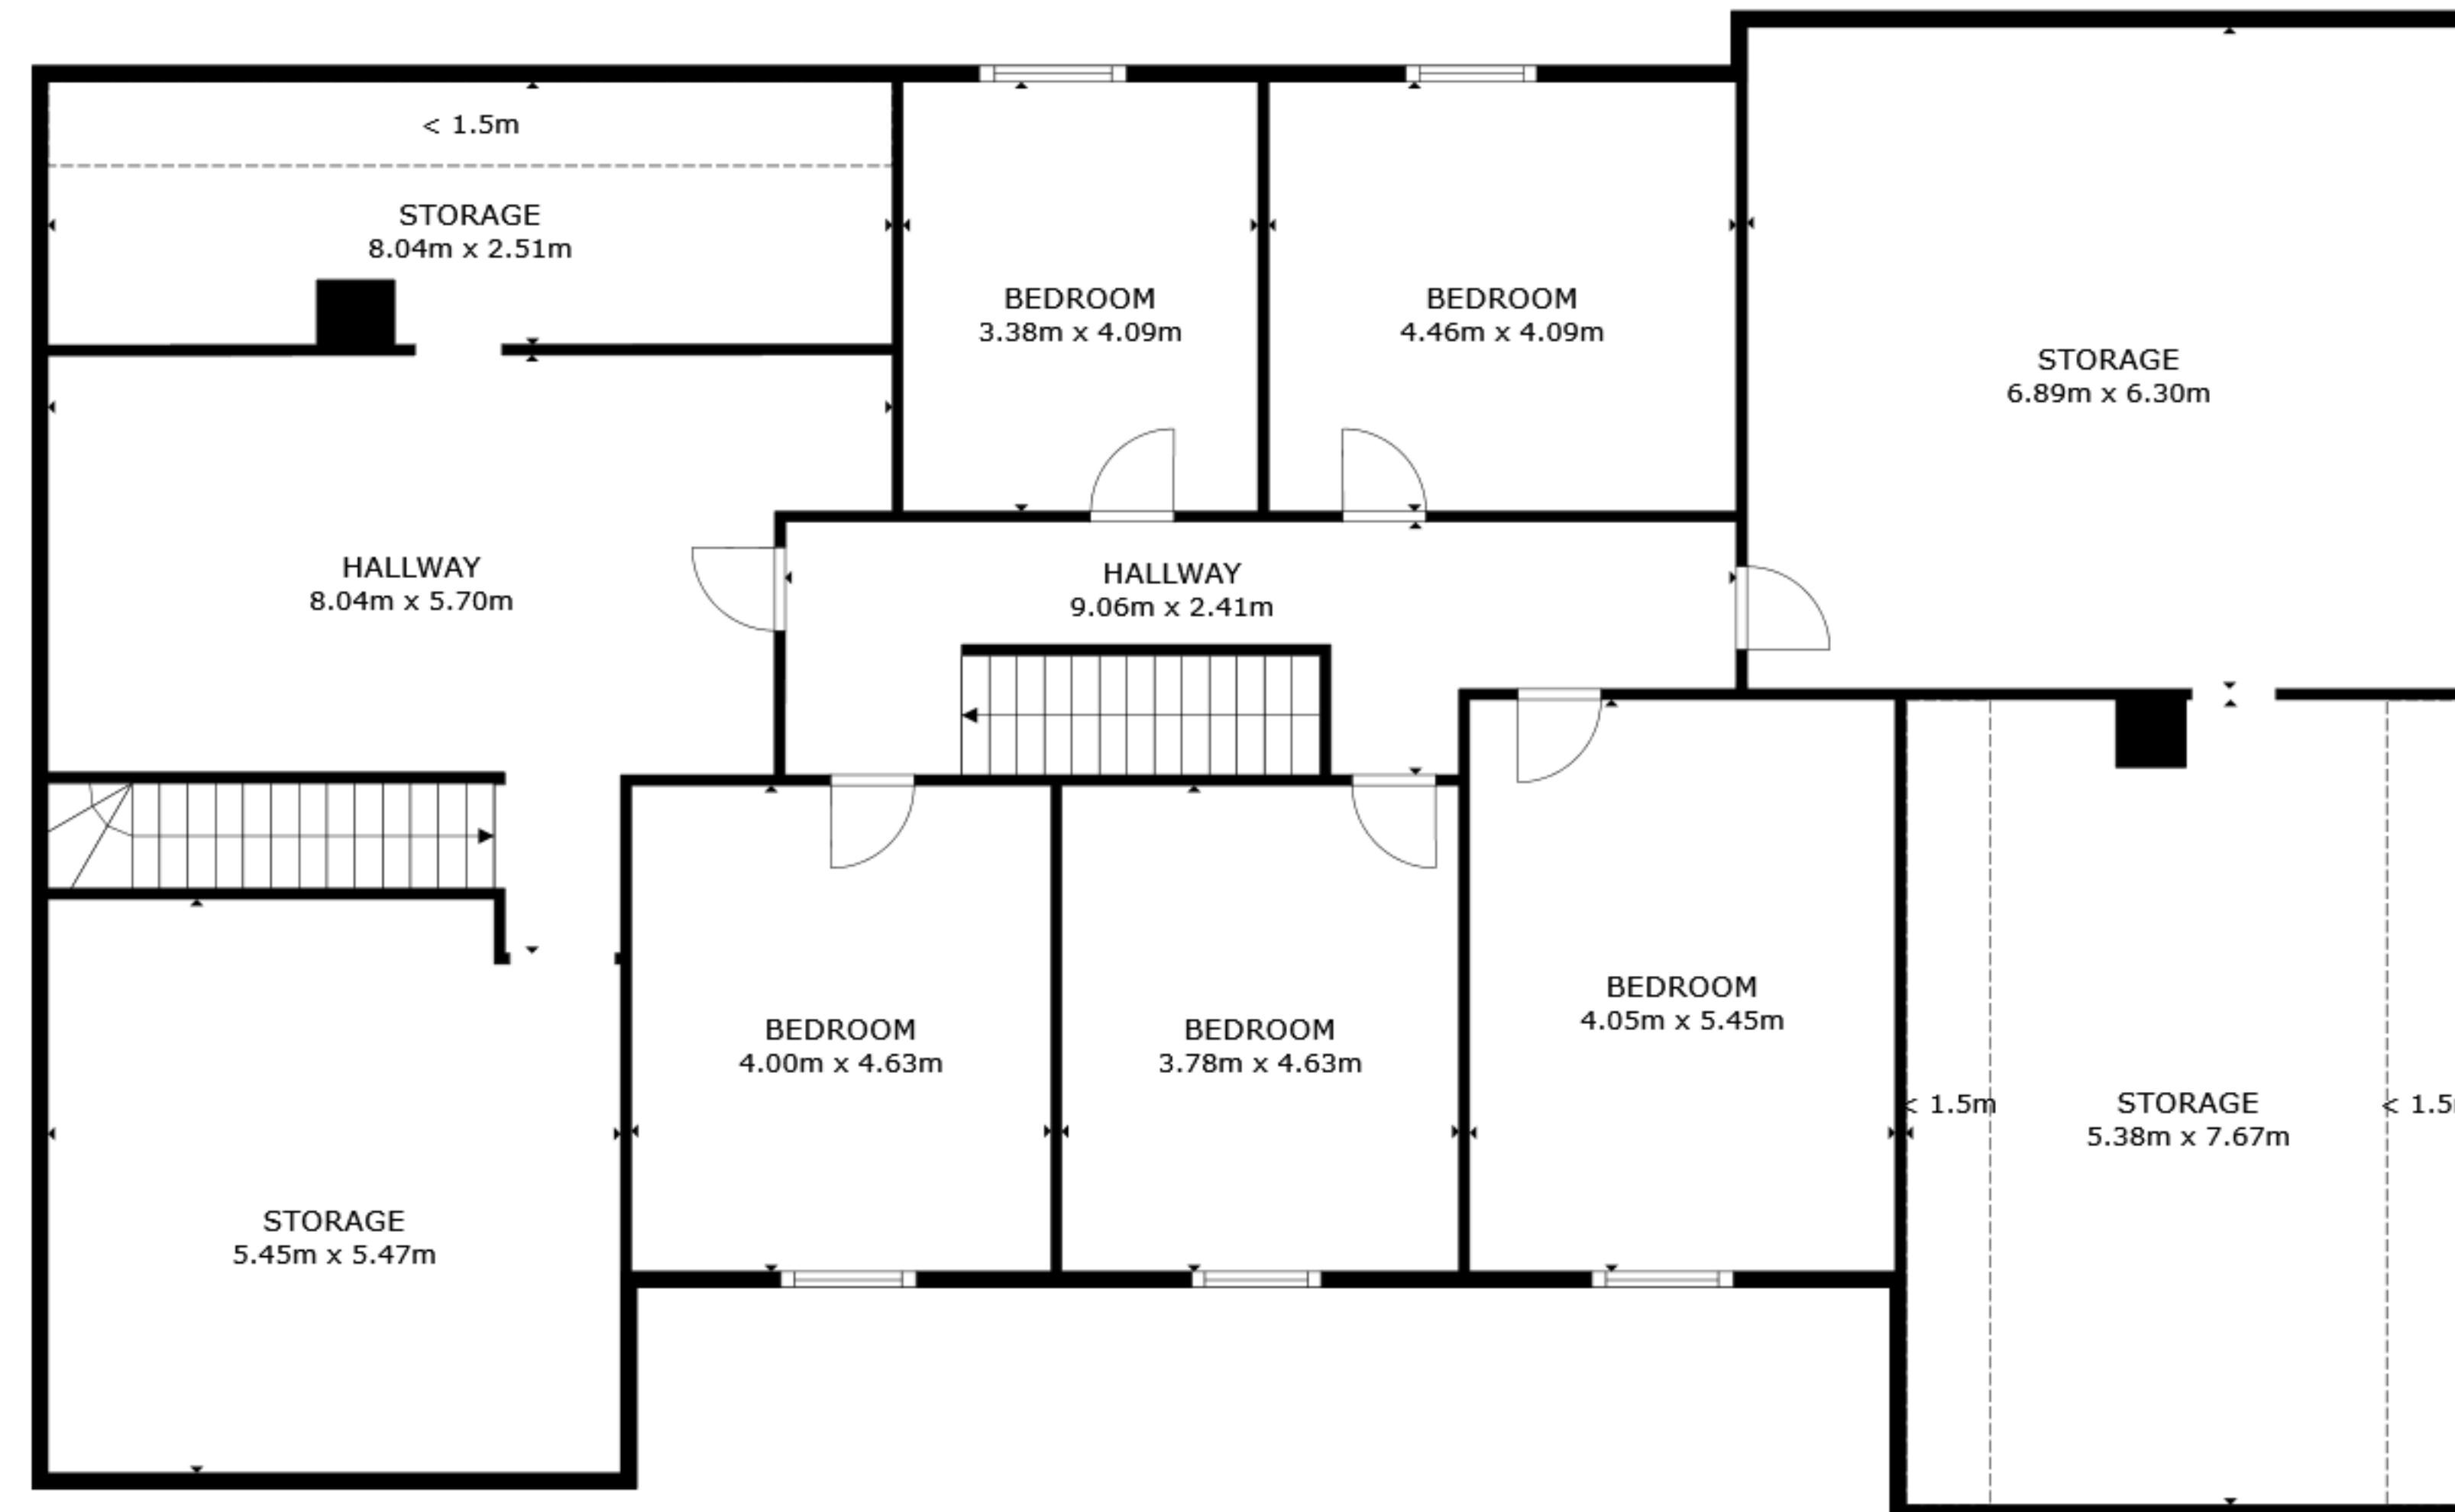 < 1.5m
STORAGE
8.04m x 2.51m
BEDROOM
3.38m x 4.09m
BEDROOM
4.46m x 4.09m
STORAGE
6.89m x 6.30m
HALLWAY
8.04m x 5.70m
HALLWAY
9.06m x 2.41m
BEDROOM
4.00m x 4.63m
BEDROOM
3.78m x 4.63m
BEDROOM
4.05m x 5.45m
< 1.5m
STORAGE
5.38m x 7.67m
< 1.5
STORAGE
5.45m x 5.47m